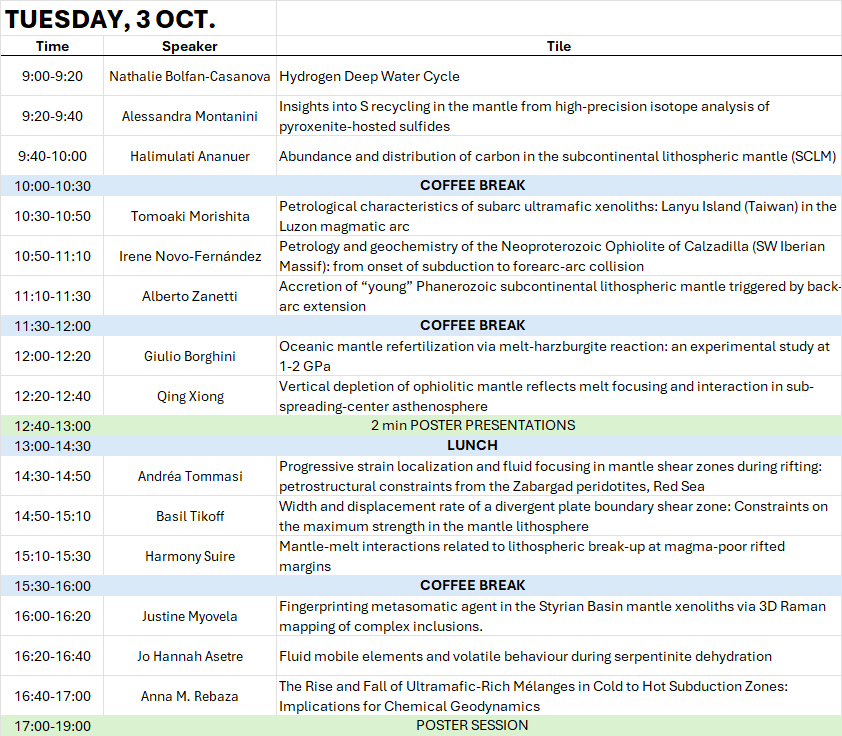 TUESDAY, 3 OCT.
Time Speaker Tile
9:00-9:20 Nathalie Bolfan-Casanova Hydrogen Deep Water Cycle
9:20-9:40 Alessandra Montanini Insights into S recycling in the mantle from high-precision isotope analysis of
pyroxenite-hosted sulfides
9:40-10:00 Halimulati Ananuer Abundance and distribution of carbon in the subcontinental lithospheric mantle (SCLM)
10:00-10:30 COFFEE BREAK
10:30-10:50 Tomoaki Morishita Petrological characteristics of subarc ultramafic xenoliths: Lanyu Island (Taiwan) in the
Luzon magmatic arc
10:50-11:10 Irene Novo-Fernández Petrology and geochemistry of the Neoproterozoic Ophiolite of Calzadilla (SW Iberian
Massif): from onset of subduction to forearc-arc collision
11:10-11:30 Alberto Zanetti Accretion of “young” Phanerozoic subcontinental lithospheric mantle triggered by back-
arc extension
11:30-12:00 COFFEE BREAK
12:00-12:20 Giulio Borghini Oceanic mantle refertilization via melt-harzburgite reaction: an experimental study at
1-2 GPa
12:20-12:40 Qing Xiong Vertical depletion of ophiolitic mantle reflects melt focusing and interaction in sub-
spreading-center asthenosphere
12:40-13:00 2 min POSTER PRESENTATIONS
13:00-14:30 LUNCH
14:30-14:50 Andréa Tommasi Progressive strain localization and fluid focusing in mantle shear zones during rifting:
petrostructural constraints from the Zabargad peridotites, Red Sea
14:50-15:10 Basil Tikoff Width and displacement rate of a divergent plate boundary shear zone: Constraints on
the maximum strength in the mantle lithosphere
15:10-15:30 Harmony Suire Mantle-melt interactions related to lithospheric break-up at magma-poor rifted
margins
15:30-16:00 COFFEE BREAK
16:00-16:20 Justine Myovela Fingerprinting metasomatic agent in the Styrian Basin mantle xenoliths via 3D Raman
mapping of complex inclusions.
16:20-16:40 Jo Hannah Asetre Fluid mobile elements and volatile behaviour during serpentinite dehydration
16:40-17:00 Anna M. Rebaza The Rise and Fall of Ultramafic-Rich Mélanges in Cold to Hot Subduction Zones:
Implications for Chemical Geodynamics
17:00-19:00 POSTER SESSION